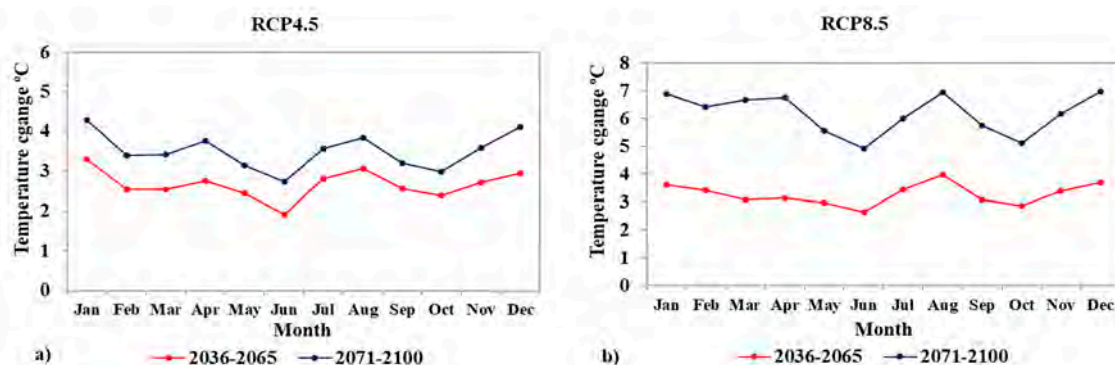 RCP4.5
Temperature cgange ºC
6
5
4
3
2
1
0
Jan Feb Mar Apr May Jun Jul Aug Sep Oct Nov Dec
Month
a)
2036-2065 2071-2100
RCP8.5
Temperature cgange ºC
8
7
6
5
4
3
2
1
0
Jan Feb Mar Apr May Jun Jul Aug Sep Oct Nov Dec
Month
b)
2036-2065 2071-2100